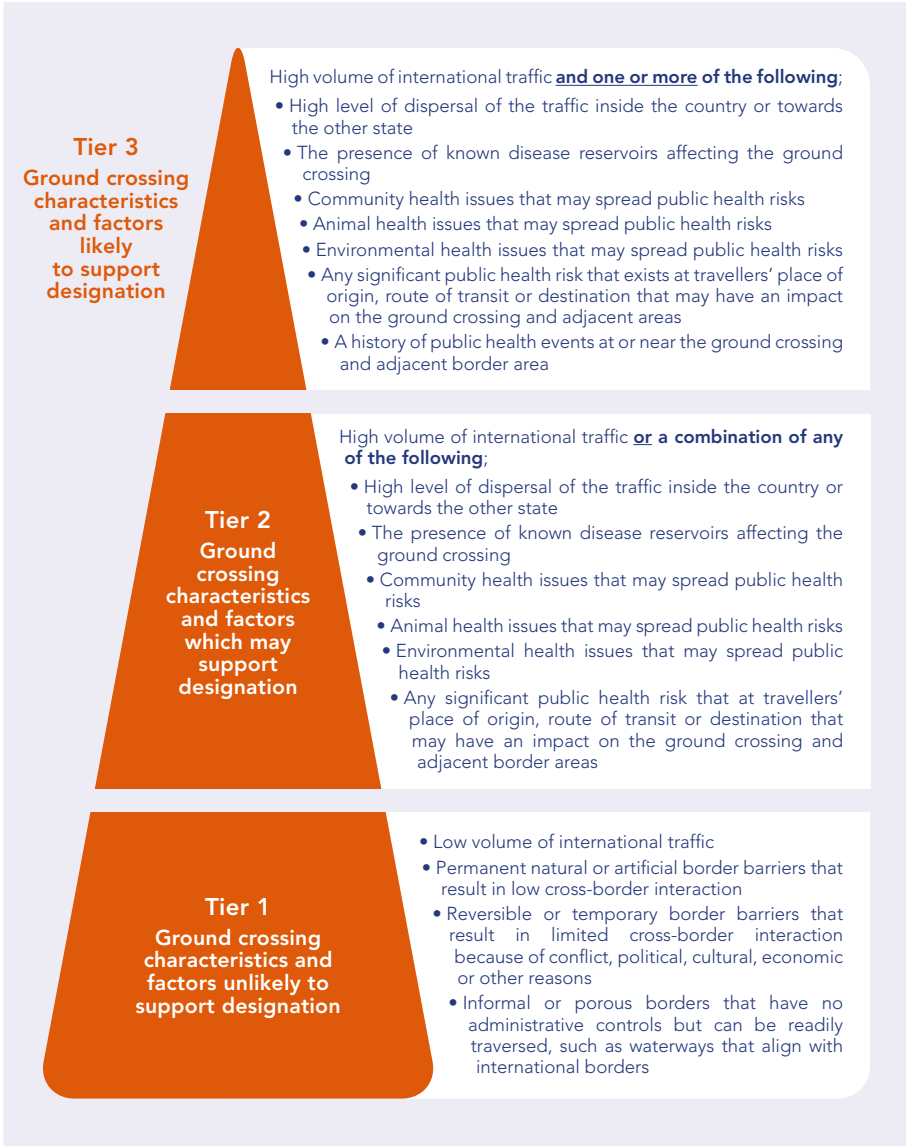 Tier 3
Ground crossing
characteristics
and factors
likely
to support
designation
High volume of international traffic and one or more of the following;
• High level of dispersal of the traffic inside the country or towards
the other state
• The presence of known disease reservoirs affecting the ground
crossing
• Community health issues that may spread public health risks
• Animal health issues that may spread public health risks
• Environmental health issues that may spread public health risks
• Any significant public health risk that exists at travellers’ place of
origin, route of transit or destination that may have an impact
on the ground crossing and adjacent areas
• A history of public health events at or near the ground crossing
and adjacent border area
Tier 2
Ground
crossing
characteristics
and factors
which may
support
designation
High volume of international traffic or a combination of any
of the following;
• High level of dispersal of the traffic inside the country or
towards the other state
• The presence of known disease reservoirs affecting the
ground crossing
• Community health issues that may spread public health
risks
• Animal health issues that may spread public health risks
• Environmental health issues that may spread public
health risks
• Any significant public health risk that at travellers’
place of origin, route of transit or destination that
may have an impact on the ground crossing and
adjacent border areas
Tier 1
Ground crossing
characteristics and
factors unlikely to
support designation
• Low volume of international traffic
• Permanent natural or artificial border barriers that
result in low cross-border interaction
• Reversible or temporary border barriers that
result in limited cross-border interaction
because of conflict, political, cultural, economic
or other reasons
• Informal or porous borders that have no
administrative controls but can be readily
traversed, such as waterways that align with
international borders